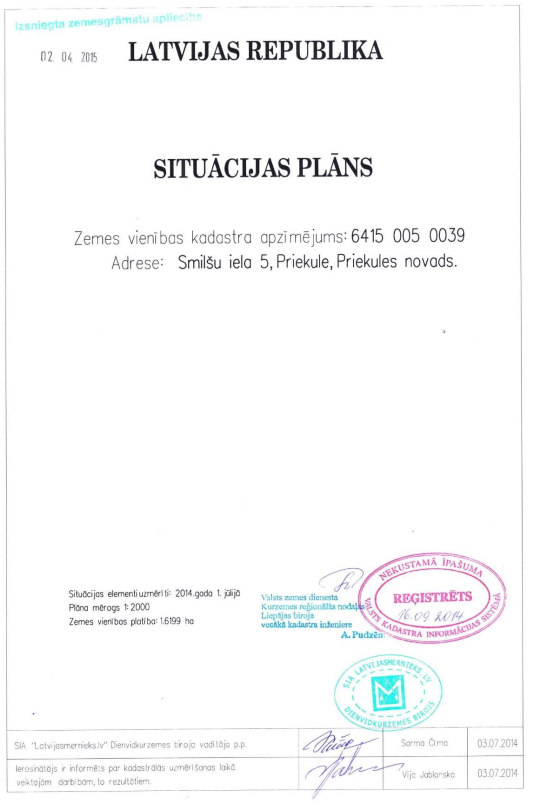 Izsniegta zemesgrāmatu apliecība
02. 04. 2015
LATVIJAS REPUBLIKA
SITUĀCIJAS PLĀNS
Zemes vienības kadastra apzīmējums: 6415 005 0039
Adrese: Smilšu iela 5, Priekule, Priekules novads.
Situācijas elementi uzmērīti: 2014.gada 1. jūlijā
Plāna mērogs 1: 2000
Zemes vienības platība: 1.6199 ha
Valsts zemes dienesta
Kurzemes reģionālās nodaļas
Liepājas biroja
vecākā kadastra inženiere
A. Pudzēn
NEKUSTAMĀ ĪPAŠUMA
REĢISTRĒTS
16.09.2014
VALSTS KADASTRA INFORMĀCIJAS SISTĒMĀ
SIA LATVIJASMERNIEKS.LV
M
DIENVIDKURZEMES BIROJS
SIA "Latvijasmernieks.lv" Dienvidkurzemes biroja vadītāja p.p.
Sarma Čīma
03.07.2014
Ierosinātājs ir informēts par kadastrālās uzmērīšanas laikā
veiktajām darbībām, to rezultātiem.
Vija Jablonska
03.07.2014